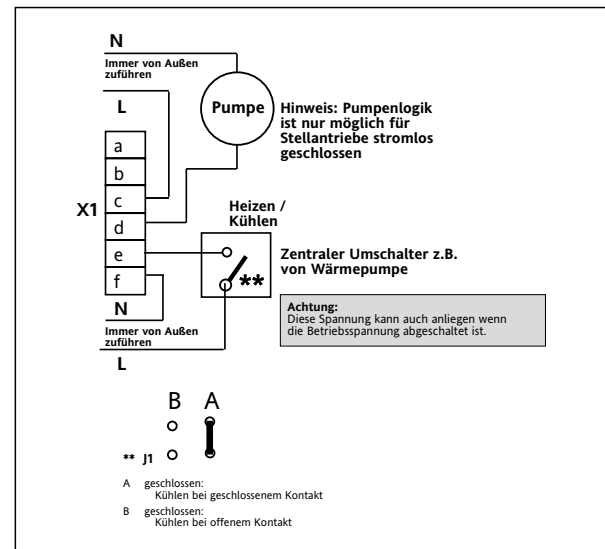 N
Immer von Außen
zuführen
L
Pumpe
Hinweis: Pumpenlogik
ist nur möglich für
Stellantriebe stromlos
geschlossen
X1
a
b
c
d
e
f
Heizen /
Kühlen
**
Zentraler Umschalter z.B.
von Wärmepumpe
N
Immer von Außen
zuführen
L
Achtung:
Diese Spannung kann auch anliegen wenn
die Betriebsspannung abgeschaltet ist.
B A
** J1
A geschlossen:
Kühlen bei geschlossenem Kontakt
B geschlossen:
Kühlen bei offenem Kontakt